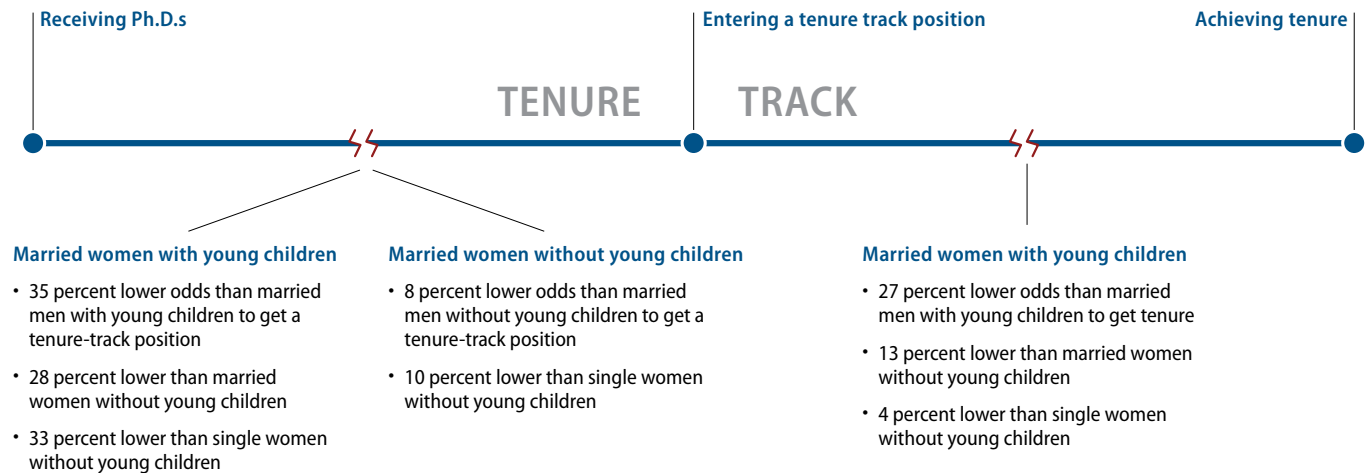 Receiving Ph.D.s
Entering a tenure track position
Achieving tenure
TENURE TRACK
Married women with young children
• 35 percent lower odds than married
men with young children to get a
tenure-track position
• 28 percent lower than married
women without young children
• 33 percent lower than single women
without young children
Married women without young children
• 8 percent lower odds than married
men without young children to get a
tenure-track position
• 10 percent lower than single women
without young children
Married women with young children
• 27 percent lower odds than married
men with young children to get tenure
• 13 percent lower than married women
without young children
• 4 percent lower than single women
without young children